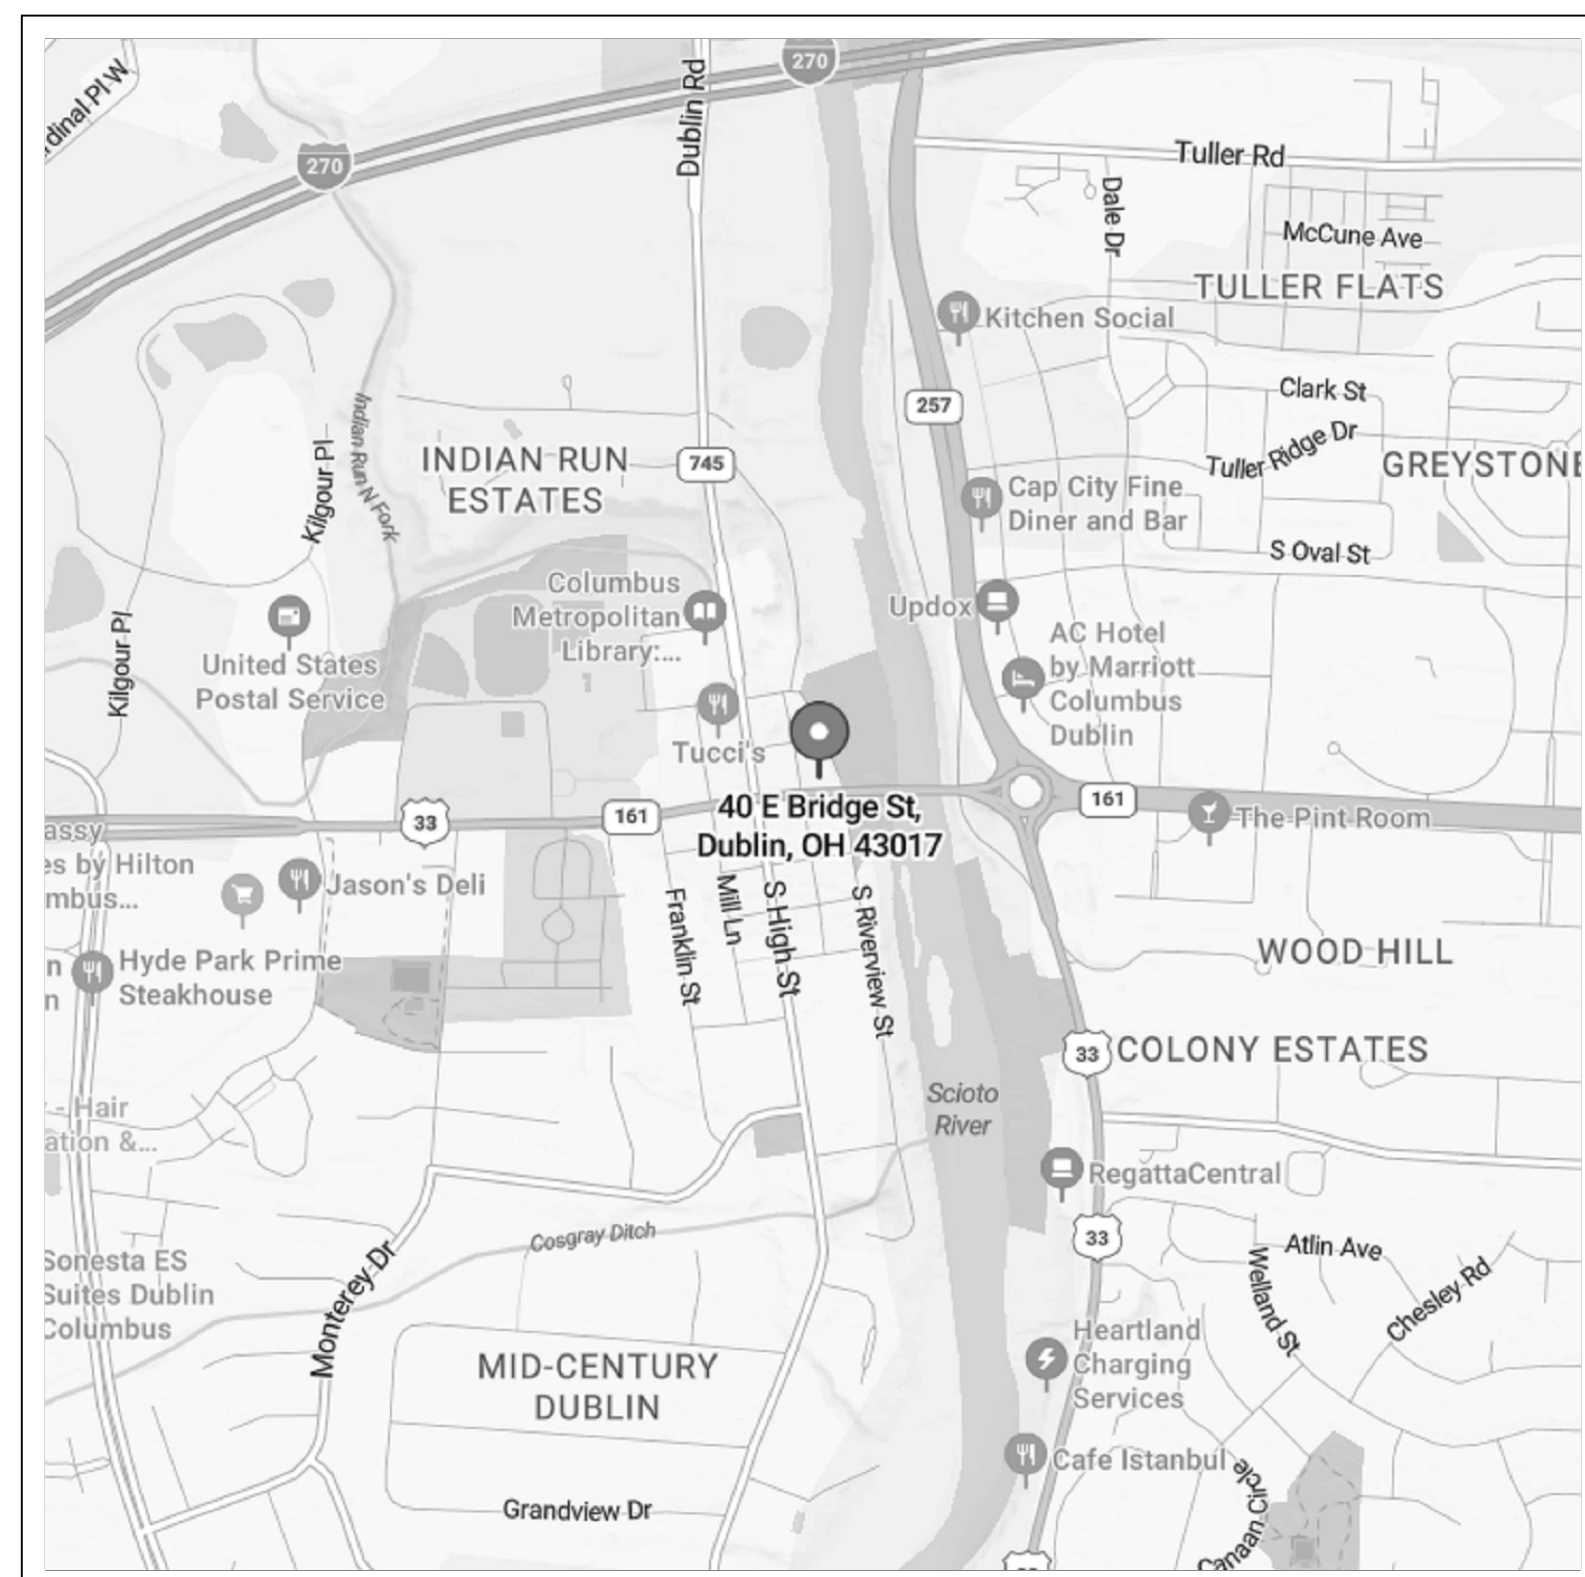 270
Dublin Rd
rdinal Pl W
270
Tuller Rd
Dale Dr
McCune Ave
TULLER FLATS
Kitchen Social
Clark St
257
Tuller Ridge Dr
Indian Run N Fork
Kilgour Pl
INDIAN RUN
ESTATES
745
GREYSTONE
Cap City Fine
Diner and Bar
S Oval St
Columbus
Metropolitan
Library:...
Updox
AC Hotel
by Marriott
Columbus
Dublin
Kilgour Pl
United States
Postal Service
Tucci's
40 E Bridge St,
Dublin, OH 43017
33
161
161
The Pint Room
assy
es by Hilton
mbus...
Jason's Deli
Franklin St
Mill Ln
S High St
S Riverview St
n
n
Hyde Park Prime
Steakhouse
WOOD HILL
33
COLONY ESTATES
Scioto
River
- Hair
ation &...
RegattaCentral
Cosgray Ditch
33
Atlin Ave
Welland St
Chesley Rd
Sonesta ES
Suites Dublin
Columbus
Monterey Dr
Heartland
Charging
Services
MID-CENTURY
DUBLIN
Cafe Istanbul
Canaan Circle
Grandview Dr